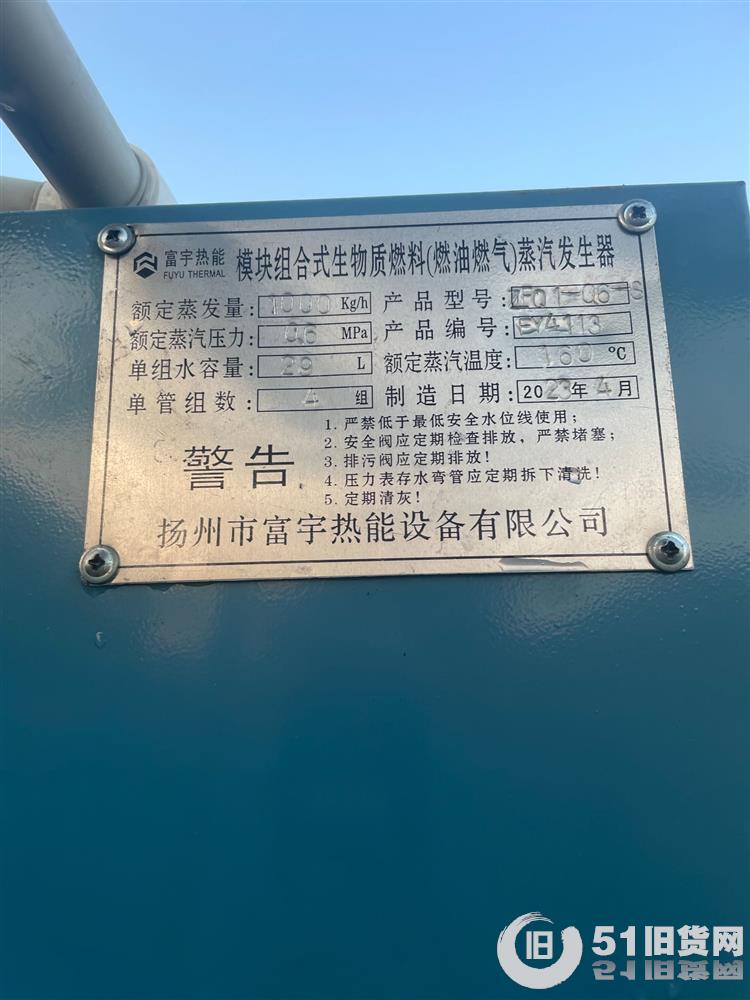 富宇热能
FUYU THERMAL
模块组合式生物质燃料(燃油燃气)蒸汽发生器
额定蒸发量: 1000 Kg/h 产品型号:
额定蒸汽压力: 0.6 MPa 产品编号: 4113
单组水容量: 29 L 额定蒸汽温度: 160 ℃
单管组数: 4 组 制造日期: 2023年4月
警告
1. 严禁低于最低安全水位线使用;
2. 安全阀应定期检查排放,严禁堵塞;
3. 排污阀应定期排放!
4. 压力表存水弯管应定期拆下清洗!
5. 定期清灰!
扬州市富宇热能设备有限公司
旧 51旧货网